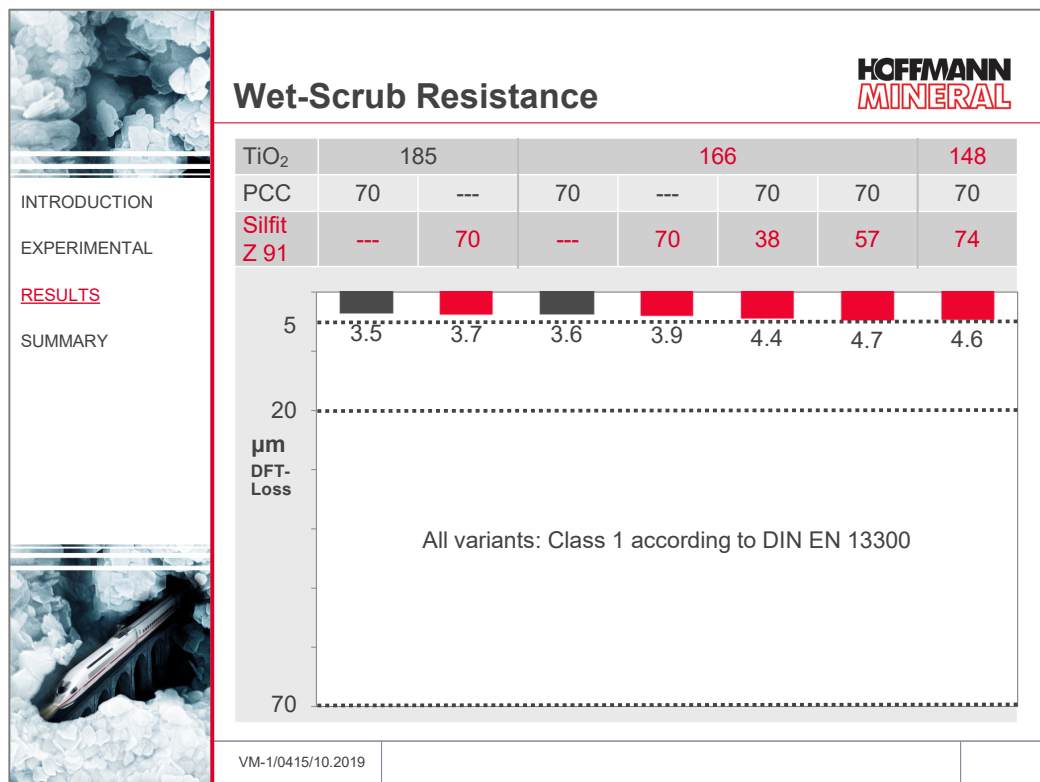 Wet-Scrub Resistance
HOFFMANN
MINERAL
INTRODUCTION
EXPERIMENTAL
RESULTS
SUMMARY
TiO₂ 185 166 148
PCC 70 --- 70 --- 70 70 70
Silfit
Z 91 --- 70 --- 70 38 57 74
5
3.5 3.7 3.6 3.9 4.4 4.7 4.6
20
µm
DFT-
Loss
All variants: Class 1 according to DIN EN 13300
70
VM-1/0415/10.2019